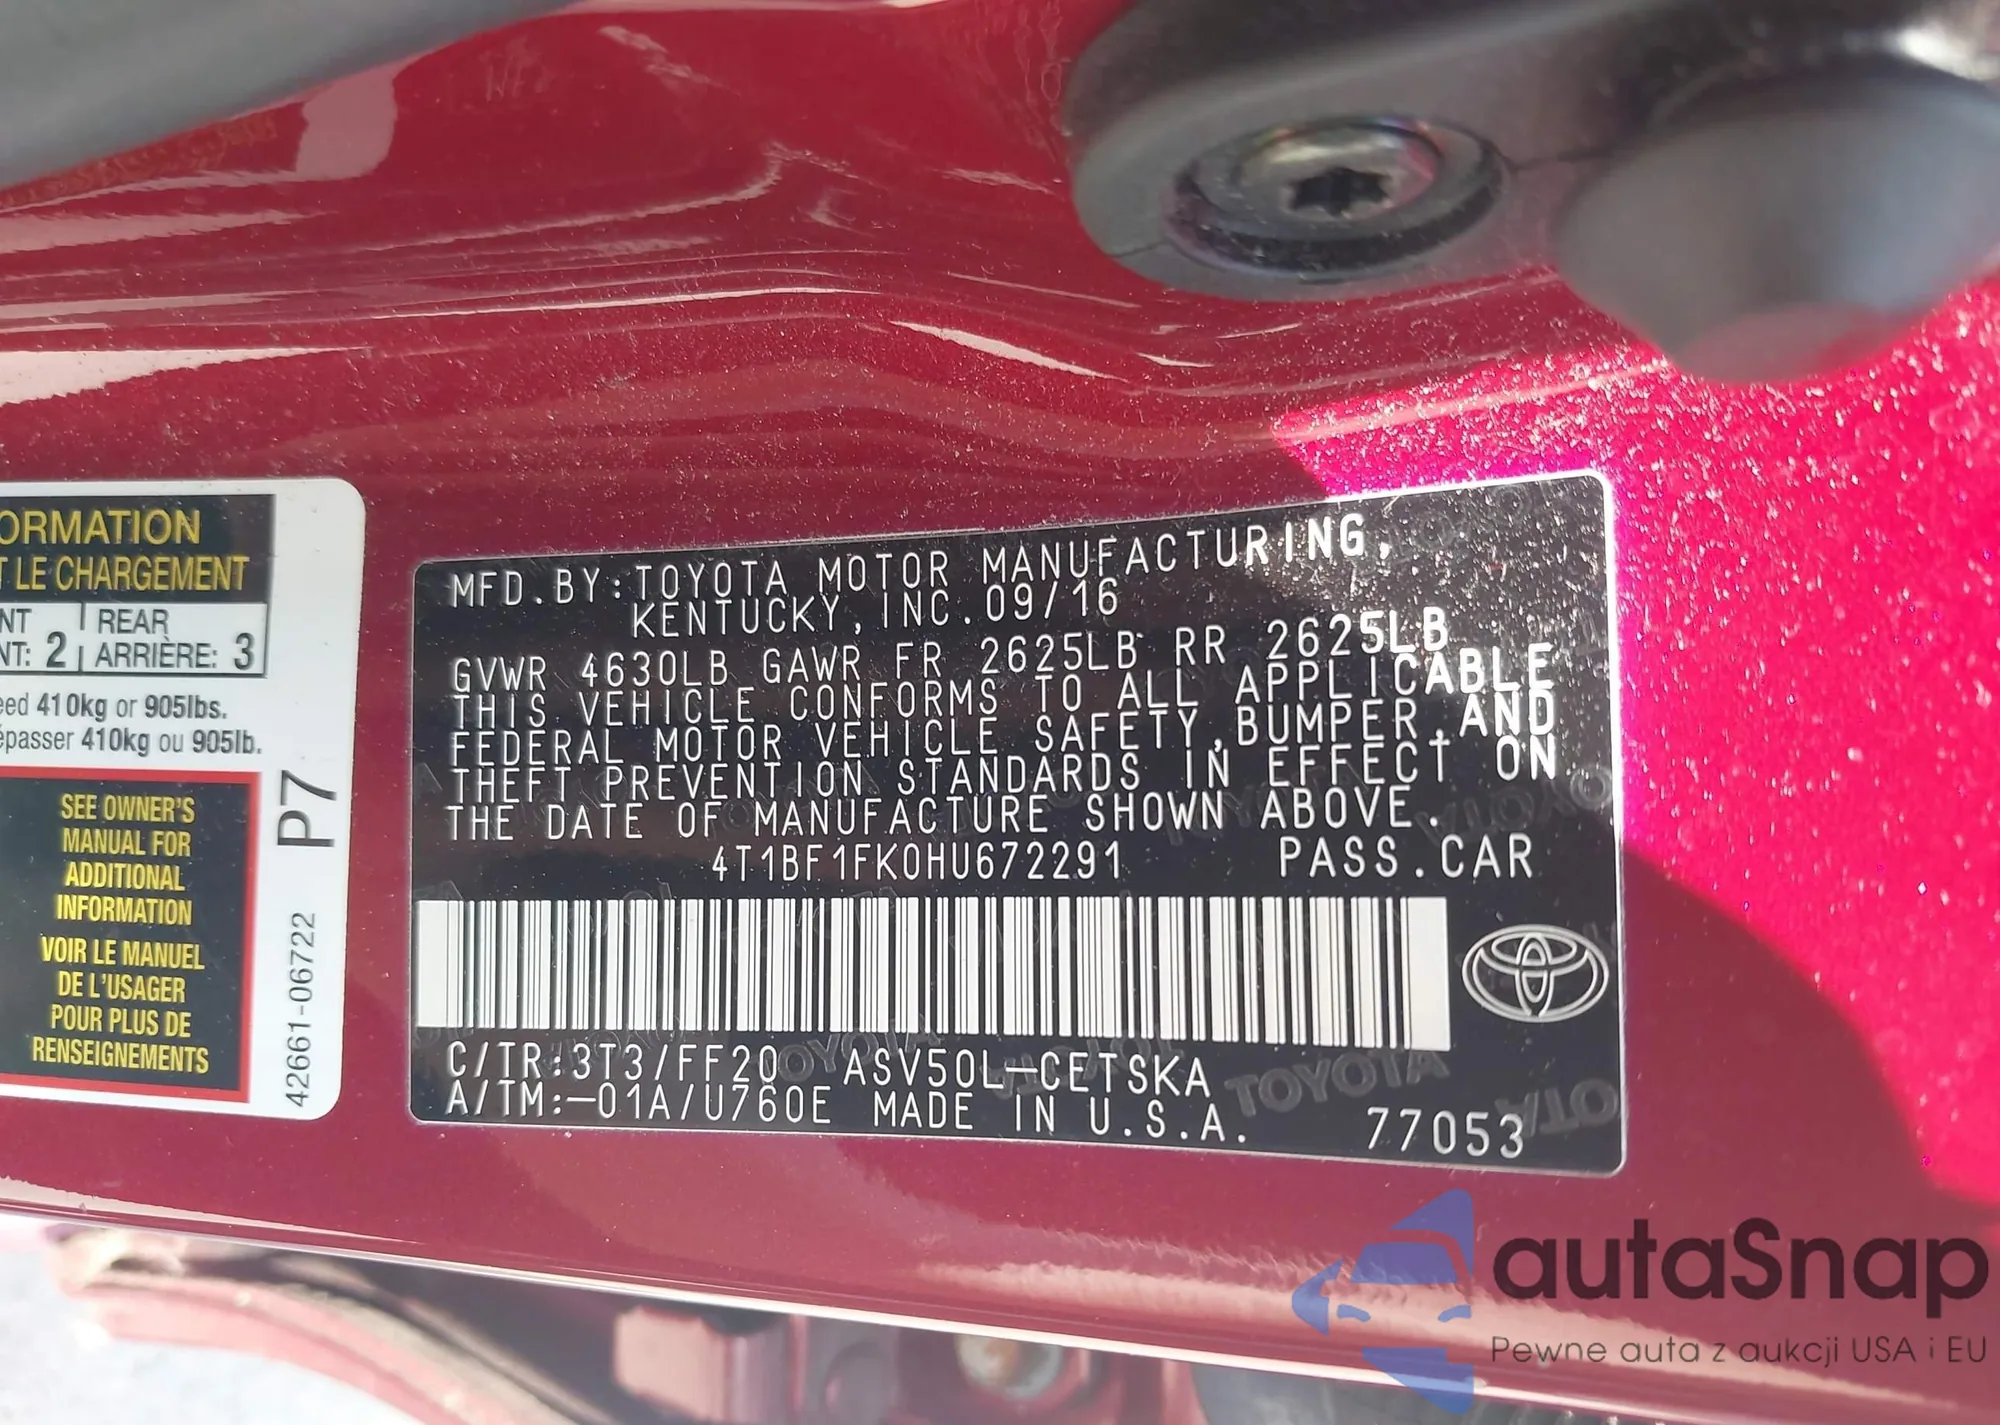 ORMATION
T LE CHARGEMENT
NT REAR
NT: 2 ARRIÈRE: 3
eed 410kg or 905lbs.
épasser 410kg ou 905lb.
SEE OWNER'S
MANUAL FOR
ADDITIONAL
INFORMATION
VOIR LE MANUEL
DE L'USAGER
POUR PLUS DE
RENSEIGNEMENTS
P7
42661-06722
MFD.BY:TOYOTA MOTOR MANUFACTURING,
KENTUCKY, INC. 09/16
GVWR 4630LB GAWR FR 2625LB RR 2625LB
THIS VEHICLE CONFORMS TO ALL APPLICABLE
FEDERAL MOTOR VEHICLE SAFETY,BUMPER,AND
THEFT PREVENTION STANDARDS IN EFFECT ON
THE DATE OF MANUFACTURE SHOWN ABOVE.
4T1BF1FK0HU672291 PASS.CAR
C/TR:3T3/FF20 ASV50L-CETSKA
A/TM:-01A/U760E MADE IN U.S.A. 77053
TOYOTA
autaSnap
Pewne auta z aukcji USA i EU